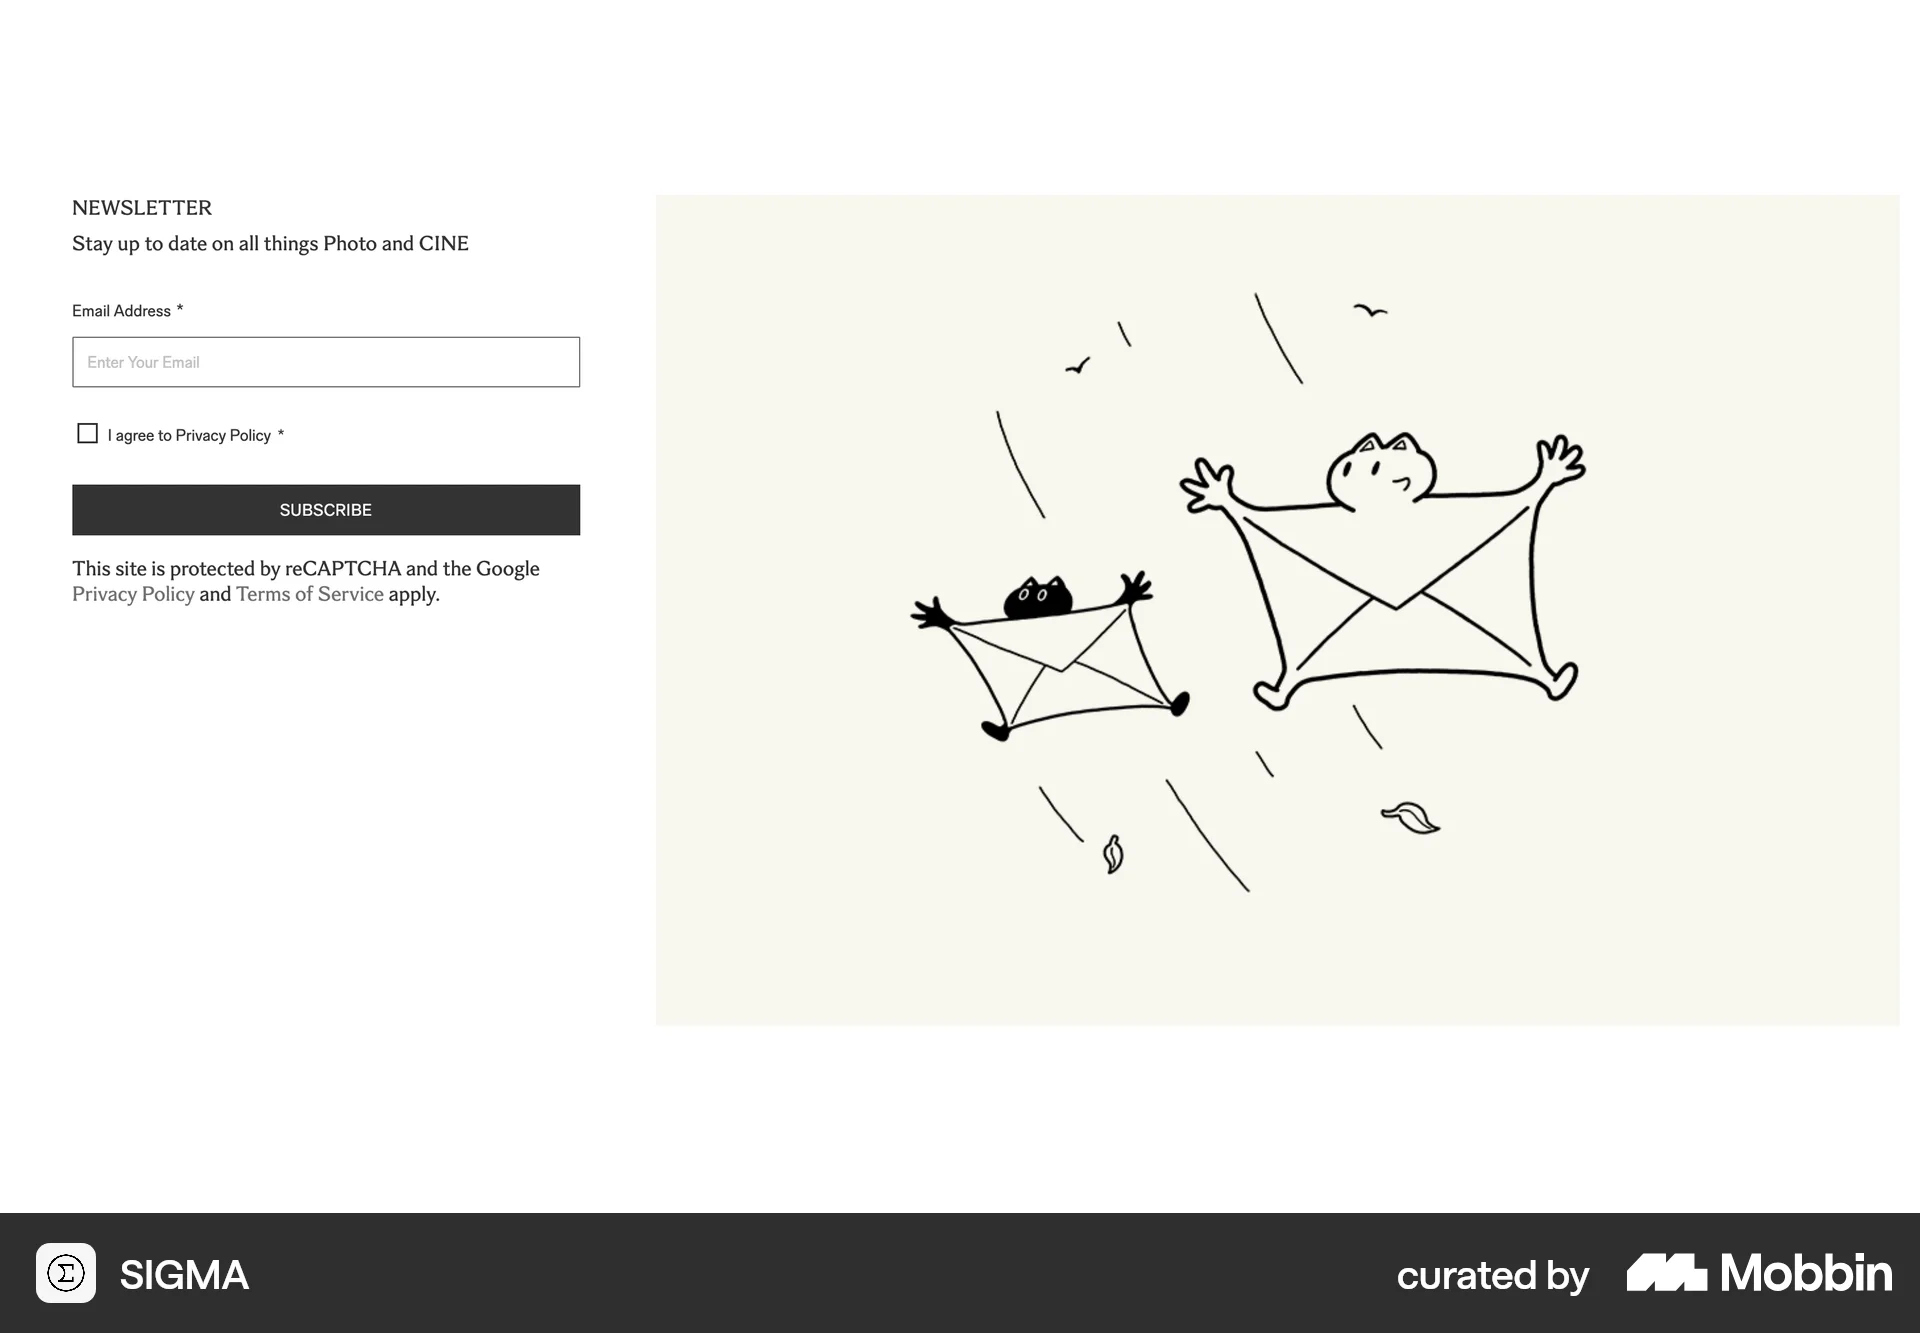 NEWSLETTER
Stay up to date on all things Photo and CINE
Email Address *
Enter Your Email
I agree to Privacy Policy *
SUBSCRIBE
This site is protected by reCAPTCHA and the Google
Privacy Policy and Terms of Service apply.
Σ
SIGMA
curated by
Mobbin